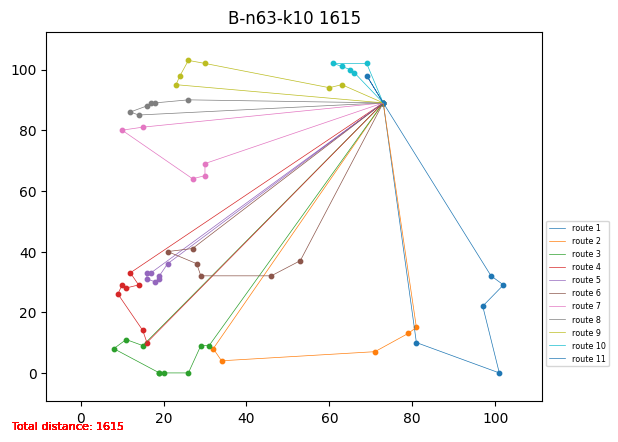 B-n63-k10 1615
100
80
60
40
20
0
0 20 40 60 80 100
route 1
route 2
route 3
route 4
route 5
route 6
route 7
route 8
route 9
route 10
route 11
Total distance: 1615